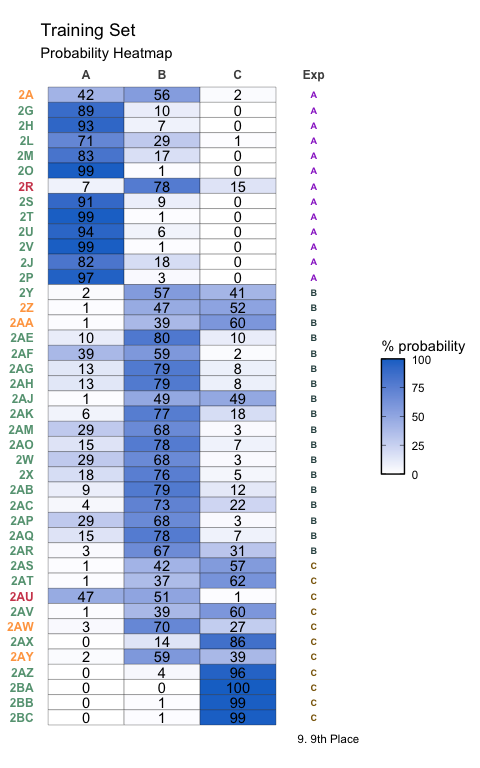 Training Set
Probability Heatmap
A B C Exp
2A 42 56 2 A
2G 89 10 0 A
2H 93 7 0 A
2L 71 29 1 A
2M 83 17 0 A
2O 99 1 0 A
2R 7 78 15 A
2S 91 9 0 A
2T 99 1 0 A
2U 94 6 0 A
2V 99 1 0 A
2J 82 18 0 A
2P 97 3 0 A
2Y 2 57 41 B
2Z 1 47 52 B
2AA 1 39 60 B
2AE 10 80 10 B
2AF 39 59 2 B
2AG 13 79 8 B
2AH 13 79 8 B
2AJ 1 49 49 B
2AK 6 77 18 B
2AM 29 68 3 B
2AO 15 78 7 B
2W 29 68 3 B
2X 18 76 5 B
2AB 9 79 12 B
2AC 4 73 22 B
2AP 29 68 3 B
2AQ 15 78 7 B
2AR 3 67 31 B
2AS 1 42 57 C
2AT 1 37 62 C
2AU 47 51 1 C
2AV 1 39 60 C
2AW 3 70 27 C
2AX 0 14 86 C
2AY 2 59 39 C
2AZ 0 4 96 C
2BA 0 0 100 C
2BB 0 1 99 C
2BC 0 1 99 C
% probability
100
75
50
25
0
9. 9th Place